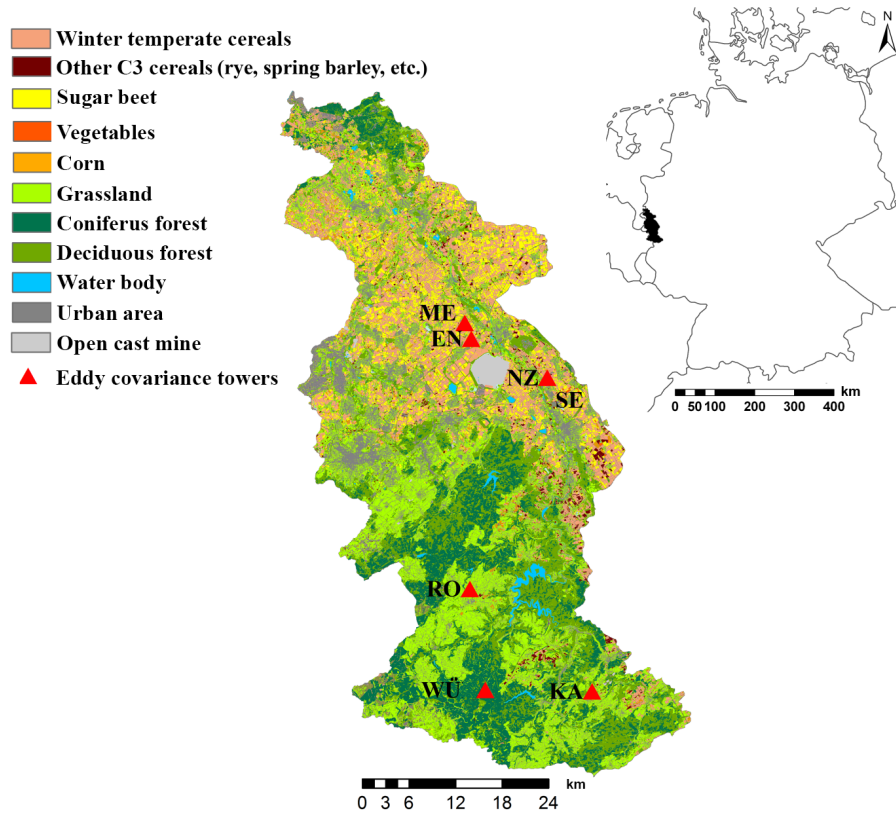 Winter temperate cereals
Other C3 cereals (rye, spring barley, etc.)
Sugar beet
Vegetables
Corn
Grassland
Coniferus forest
Deciduous forest
Water body
Urban area
Open cast mine
Eddy covariance towers
N
km
0 50 100 200 300 400
ME
EN
NZ
SE
RO
WÜ
KA
km
0 3 6 12 18 24